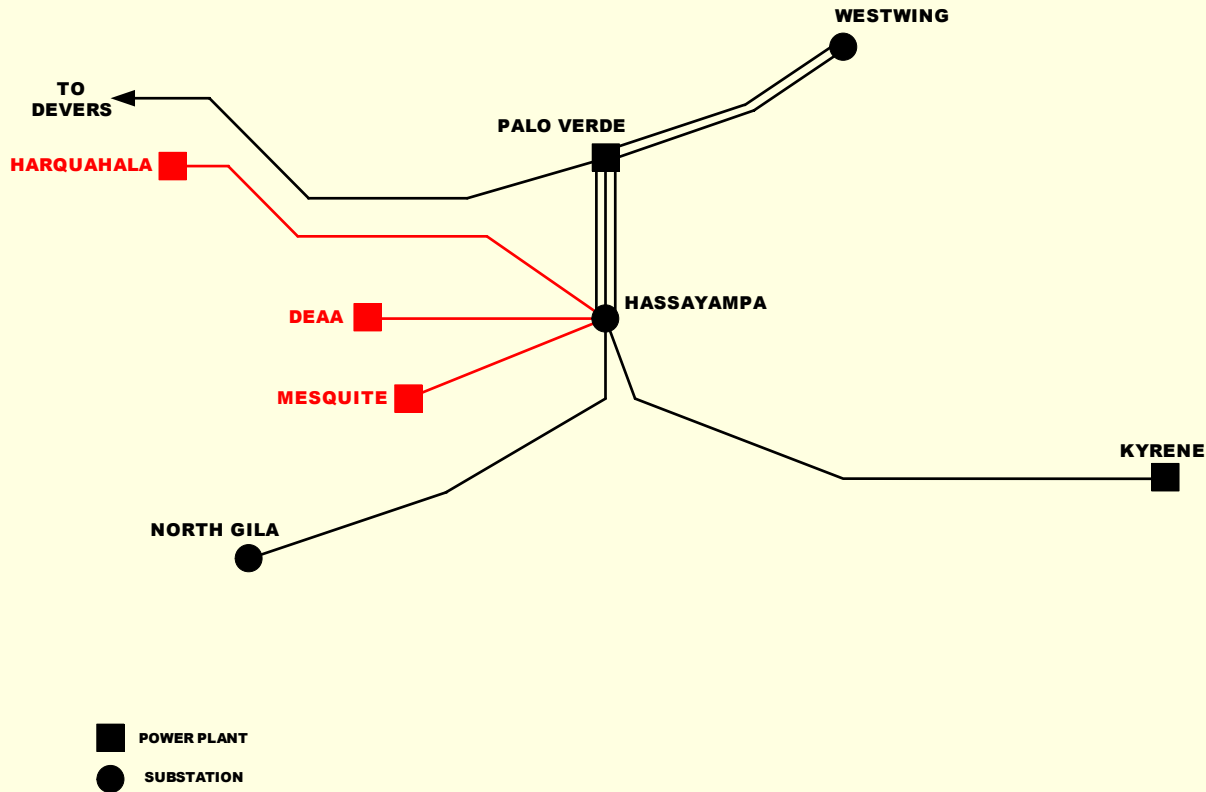 WESTWING
TO
DEVERS
PALO VERDE
HARQUAHALA
HASSAYAMPA
DEAA
MESQUITE
KYRENE
NORTH GILA
POWER PLANT
SUBSTATION